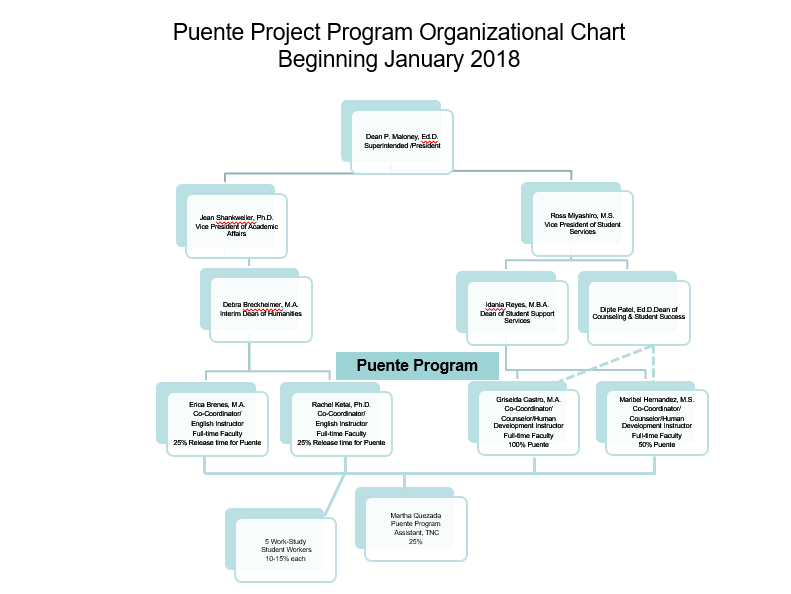 Puente Project Program Organizational Chart
Beginning January 2018
Dean P. Maloney, Ed.D.
Superintended /President
Jean Shankweiler, Ph.D.
Vice President of Academic
Affairs
Ross Miyashiro, M.S.
Vice President of Student
Services
Debra Breckheimer, M.A.
Interim Dean of Humanities
Idania Reyes, M.B.A.
Dean of Student Support
Services
Dipte Patel, Ed.D.Dean of
Counseling & Student Success
Puente Program
Erica Brenes, M.A.
Co-Coordinator/
English Instructor
Full-time Faculty
25% Release time for Puente
Rachel Ketai, Ph.D.
Co-Coordinator/
English Instructor
Full-time Faculty
25% Release time for Puente
Griselda Castro, M.A.
Co-Coordinator/
Counselor/Human
Development Instructor
Full-time Faculty
100% Puente
Maribel Hernandez, M.S.
Co-Coordinator/
Counselor/Human
Development Instructor
Full-time Faculty
50% Puente
5 Work-Study
Student Workers
10-15% each
Martha Quezada
Puente Program
Assistant, TNC
25%